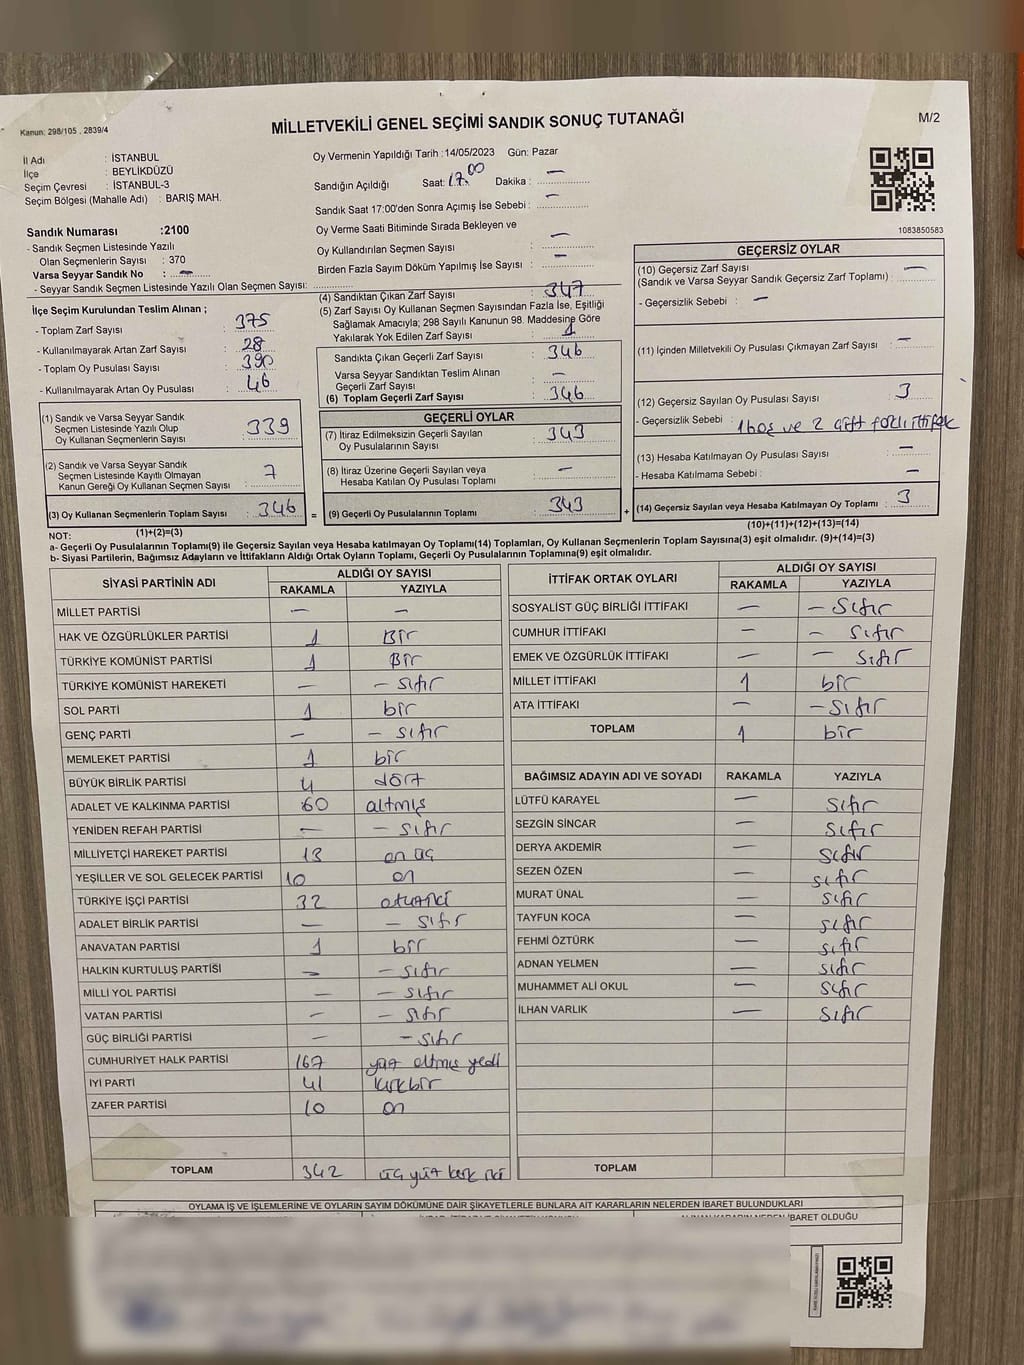 Kanun: 298/105 , 2839/4
MİLLETVEKİLİ GENEL SEÇİMİ SANDIK SONUÇ TUTANAĞI
M/2
İl Adı : İSTANBUL
İlçe : BEYLİKDÜZÜ
Seçim Çevresi : İSTANBUL-3
Seçim Bölgesi (Mahalle Adı) : BARIŞ MAH.
Oy Vermenin Yapıldığı Tarih :14/05/2023 Gün: Pazar
Sandığın Açıldığı Saat: 17.00 Dakika : —
Sandık Saat 17:00'den Sonra Açımış İse Sebebi : —
Oy Verme Saati Bitiminde Sırada Bekleyen ve
Oy Kullandırılan Seçmen Sayısı : —
Birden Fazla Sayım Döküm Yapılmış İse Sayısı : —
1083850583
Sandık Numarası :2100
- Sandık Seçmen Listesinde Yazılı
Olan Seçmenlerin Sayısı : 370
Varsa Seyyar Sandık No : —
- Seyyar Sandık Seçmen Listesinde Yazılı Olan Seçmen Sayısı:
İlçe Seçim Kurulundan Teslim Alınan ;
- Toplam Zarf Sayısı : 375
- Kullanılmayarak Artan Zarf Sayısı : 28
- Toplam Oy Pusulası Sayısı : 390
- Kullanılmayarak Artan Oy Pusulası : 46
(1) Sandık ve Varsa Seyyar Sandık
Seçmen Listesinde Yazılı Olup
Oy Kullanan Seçmenlerin Sayısı : 339
(2) Sandık ve Varsa Seyyar Sandık
Seçmen Listesinde Kayıtlı Olmayan
Kanun Gereği Oy Kullanan Seçmen Sayısı : 7
(3) Oy Kullanan Seçmenlerin Toplam Sayısı : 346
(1)+(2)=(3)
(4) Sandıktan Çıkan Zarf Sayısı : 347
(5) Zarf Sayısı Oy Kullanan Seçmen Sayısından Fazla İse, Eşitliği
Sağlamak Amacıyla; 298 Sayılı Kanunun 98. Maddesine Göre
Yakılarak Yok Edilen Zarf Sayısı : 1
Sandıkta Çıkan Geçerli Zarf Sayısı : 346
Varsa Seyyar Sandıktan Teslim Alınan
Geçerli Zarf Sayısı : —
(6) Toplam Geçerli Zarf Sayısı : 346
GEÇERLİ OYLAR
(7) İtiraz Edilmeksizin Geçerli Sayılan
Oy Pusulası Toplamı : 343
(8) İtiraz Üzerine Geçerli Sayılan veya
Hesaba Katılan Oy Pusulası Toplamı : —
= (9) Geçerli Oy Pusulalarının Toplamı : 343
GEÇERSİZ OYLAR
(10) Geçersiz Zarf Sayısı —
(Sandık ve Varsa Seyyar Sandık Geçersiz Zarf Toplamı) :
- Geçersizlik Sebebi : —
(11) İçinden Milletvekili Oy Pusulası Çıkmayan Zarf Sayısı : —
(12) Geçersiz Sayılan Oy Pusulası Sayısı : 3
- Geçersizlik Sebebi : 1 boş ve 2 çift farklı ittifak
(13) Hesaba Katılmayan Oy Pusulası Sayısı : —
- Hesaba Katılmama Sebebi : —
+ (14) Geçersiz Sayılan veya Hesaba Katılmayan Oy Toplamı : 3
(10)+(11)+(12)+(13)=(14)
NOT:
a- Geçerli Oy Pusulalarının Toplamı(9) ile Geçersiz Sayılan veya Hesaba Katılmayan Oy Toplamı(14) Toplamları, Oy Kullanan Seçmenlerin Toplam Sayısına(3) eşit olmalıdır. (9)+(14)=(3)
b- Siyasi Partilerin, Bağımsız Adayların ve İttifakların Aldığı Ortak Oyların Toplamı, Geçerli Oy Pusulalarının Toplamına(9) eşit olmalıdır.
SİYASİ PARTİNİN ADI
ALDIĞI OY SAYISI
RAKAMLA YAZIYLA
MİLLET PARTİSİ — —
HAK VE ÖZGÜRLÜKLER PARTİSİ 1 Bir
TÜRKİYE KOMÜNİST PARTİSİ 1 Bir
TÜRKİYE KOMÜNİST HAREKETİ — — sıfır
SOL PARTİ 1 bir
GENÇ PARTİ — — sıfır
MEMLEKET PARTİSİ 1 bir
BÜYÜK BİRLİK PARTİSİ 4 dört
ADALET VE KALKINMA PARTİSİ 60 altmış
YENİDEN REFAH PARTİSİ — — sıfır
MİLLİYETÇİ HAREKET PARTİSİ 13 on üç
YEŞİLLER VE SOL GELECEK PARTİSİ 10 on
TÜRKİYE İŞÇİ PARTİSİ 32 otuziki
ADALET BİRLİK PARTİSİ — — sıfır
ANAVATAN PARTİSİ 1 bir
HALKIN KURTULUŞ PARTİSİ — — sıfır
MİLLİ YOL PARTİSİ — — sıfır
VATAN PARTİSİ — — sıfır
GÜÇ BİRLİĞİ PARTİSİ — — sıfır
CUMHURİYET HALK PARTİSİ 167 yüz altmış yedi
İYİ PARTİ 41 kırkbir
ZAFER PARTİSİ 10 on
TOPLAM 342 üç yüz kırk iki
İTTİFAK ORTAK OYLARI
ALDIĞI OY SAYISI
RAKAMLA YAZIYLA
SOSYALİST GÜÇ BİRLİĞİ İTTİFAKI — — Sıfır
CUMHUR İTTİFAKI — — Sıfır
EMEK VE ÖZGÜRLÜK İTTİFAKI — — Sıfır
MİLLET İTTİFAKI 1 bir
ATA İTTİFAKI — — Sıfır
TOPLAM 1 bir
BAĞIMSIZ ADAYIN ADI VE SOYADI RAKAMLA YAZIYLA
LÜTFÜ KARAYEL — Sıfır
SEZGİN SİNCAR — Sıfır
DERYA AKDEMİR — Sıfır
SEZEN ÖZEN — Sıfır
MURAT ÜNAL — Sıfır
TAYFUN KOCA — Sıfır
FEHMİ ÖZTÜRK — Sıfır
ADNAN YELMEN — Sıfır
MUHAMMET ALİ OKUL — Sıfır
İLHAN VARLIK — Sıfır
TOPLAM
OYLAMA İŞ VE İŞLEMLERİNE VE OYLARIN SAYIM DÖKÜMÜNE DAİR ŞİKAYETLERLE BUNLARA AİT KARARLARIN NELERDEN İBARET BULUNDUKLARI
İBARET OLDUĞU